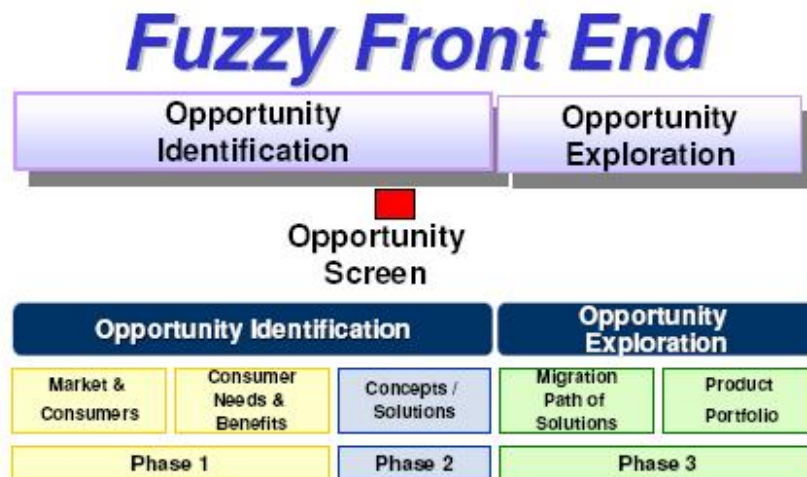 Fuzzy Front End
Opportunity
Identification
Opportunity
Exploration
Opportunity
Screen
Opportunity Identification
Opportunity
Exploration
Market &
Consumers
Consumer
Needs &
Benefits
Concepts /
Solutions
Migration
Path of
Solutions
Product
Portfolio
Phase 1
Phase 2
Phase 3